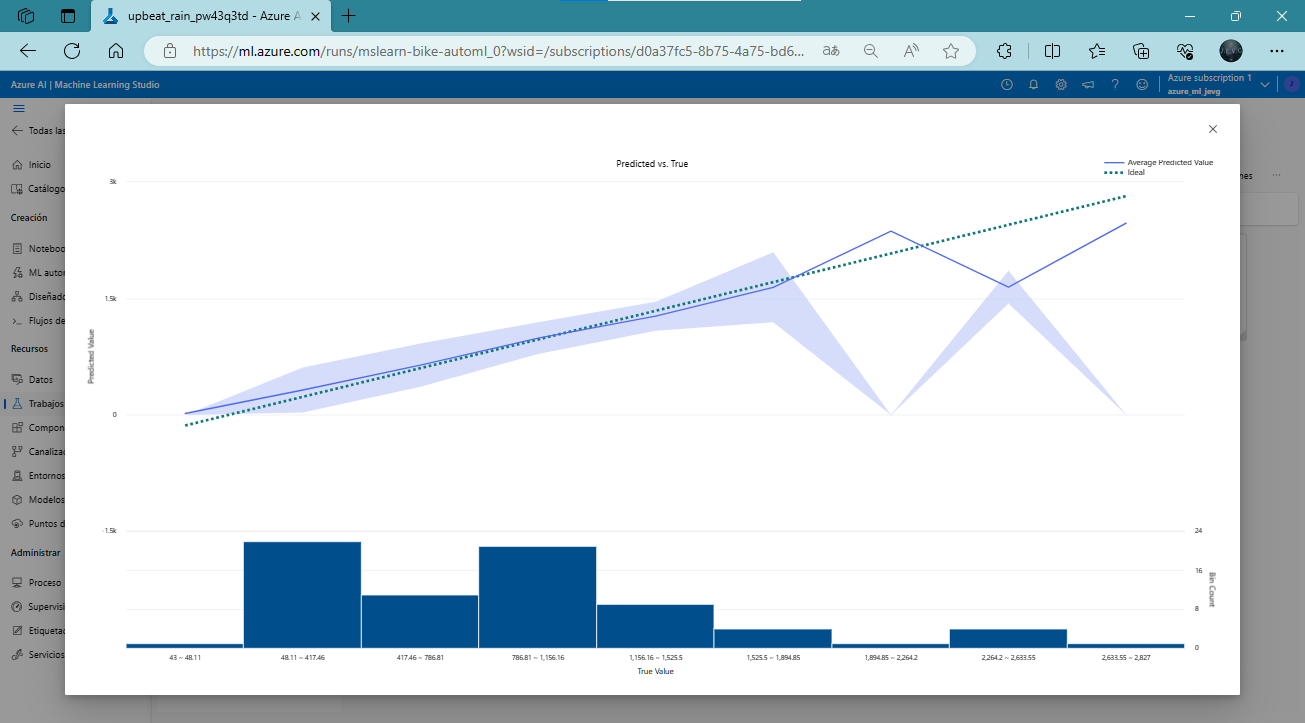 upbeat_rain_pw43q3td - Azure A
https://ml.azure.com/runs/mslearn-bike-automl_0?wsid=/subscriptions/d0a37fc5-8b75-4a75-bd6...
Azure AI | Machine Learning Studio
Azure subscription 1
azure_ml_jevg
Todas las
Inicio
Catálogo
Creación
Noteboo
ML autor
Diseñado
Flujos de
Recursos
Datos
Trabajos
Compon
Canalizac
Entornos
Modelos
Puntos d
Administrar
Proceso
Supervisi
Etiquetac
Servicios
nes
Predicted vs. True
Average Predicted Value
Ideal
3k
1.5k
0
-1.5k
Predicted Value
24
16
8
0
Bin Count
43 ~ 48.11
48.11 ~ 417.46
417.46 ~ 786.81
786.81 ~ 1,156.16
1,156.16 ~ 1,525.5
1,525.5 ~ 1,894.85
1,894.85 ~ 2,264.2
2,264.2 ~ 2,633.55
2,633.55 ~ 2,827
True Value